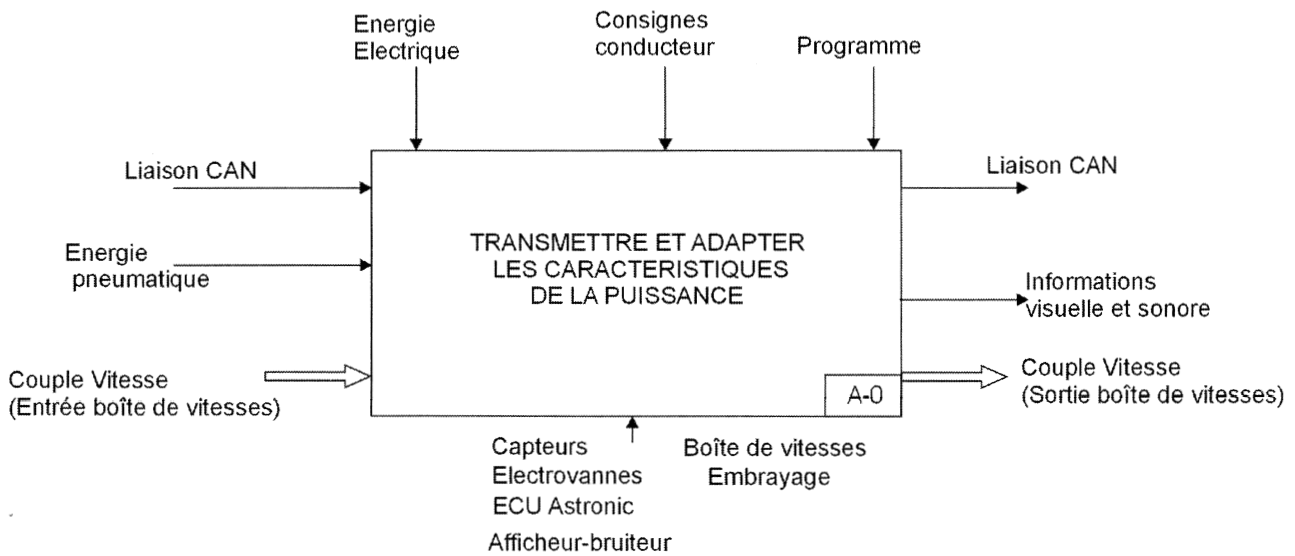 Energie
Electrique
Consignes
conducteur
Programme
Liaison CAN
Liaison CAN
Energie
pneumatique
TRANSMETTRE ET ADAPTER
LES CARACTERISTIQUES
DE LA PUISSANCE
Informations
visuelle et sonore
Couple Vitesse
(Entrée boîte de vitesses)
A-0
Couple Vitesse
(Sortie boîte de vitesses)
Capteurs
Electrovannes
ECU Astronic
Afficheur-bruiteur
Boîte de vitesses
Embrayage